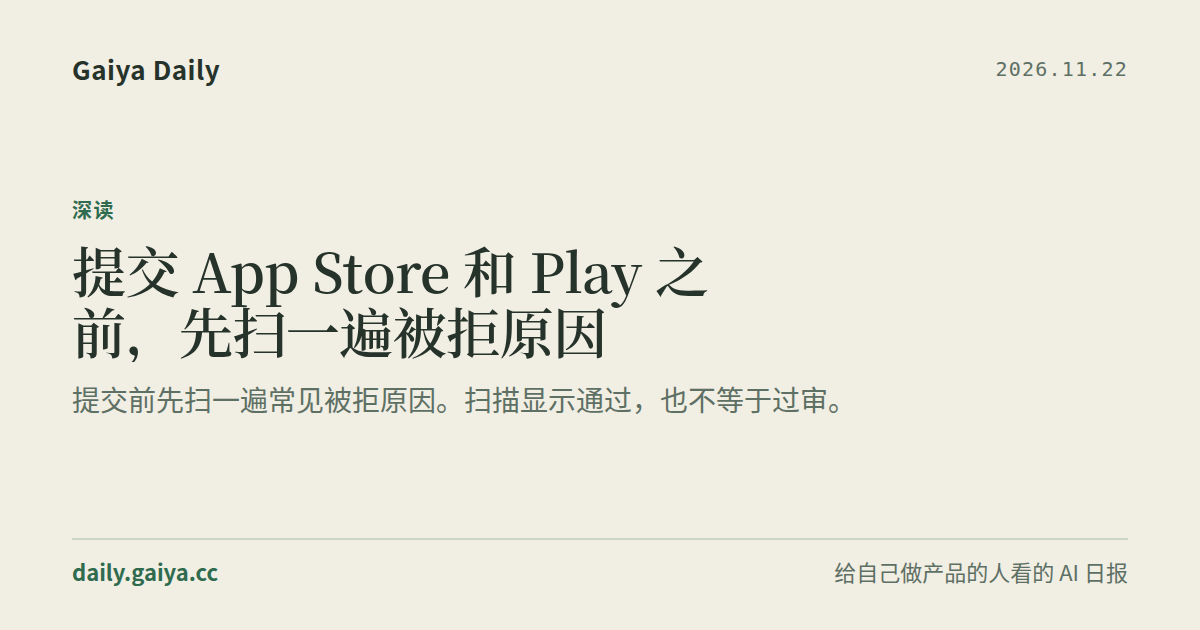 Gaiya Daily
2026.11.22
深读
提交 App Store 和 Play 之
前，先扫一遍被拒原因
提交前先扫一遍常见被拒原因。扫描显示通过，也不等于过审。
daily.gaiya.cc
给自己做产品的人看的 AI 日报